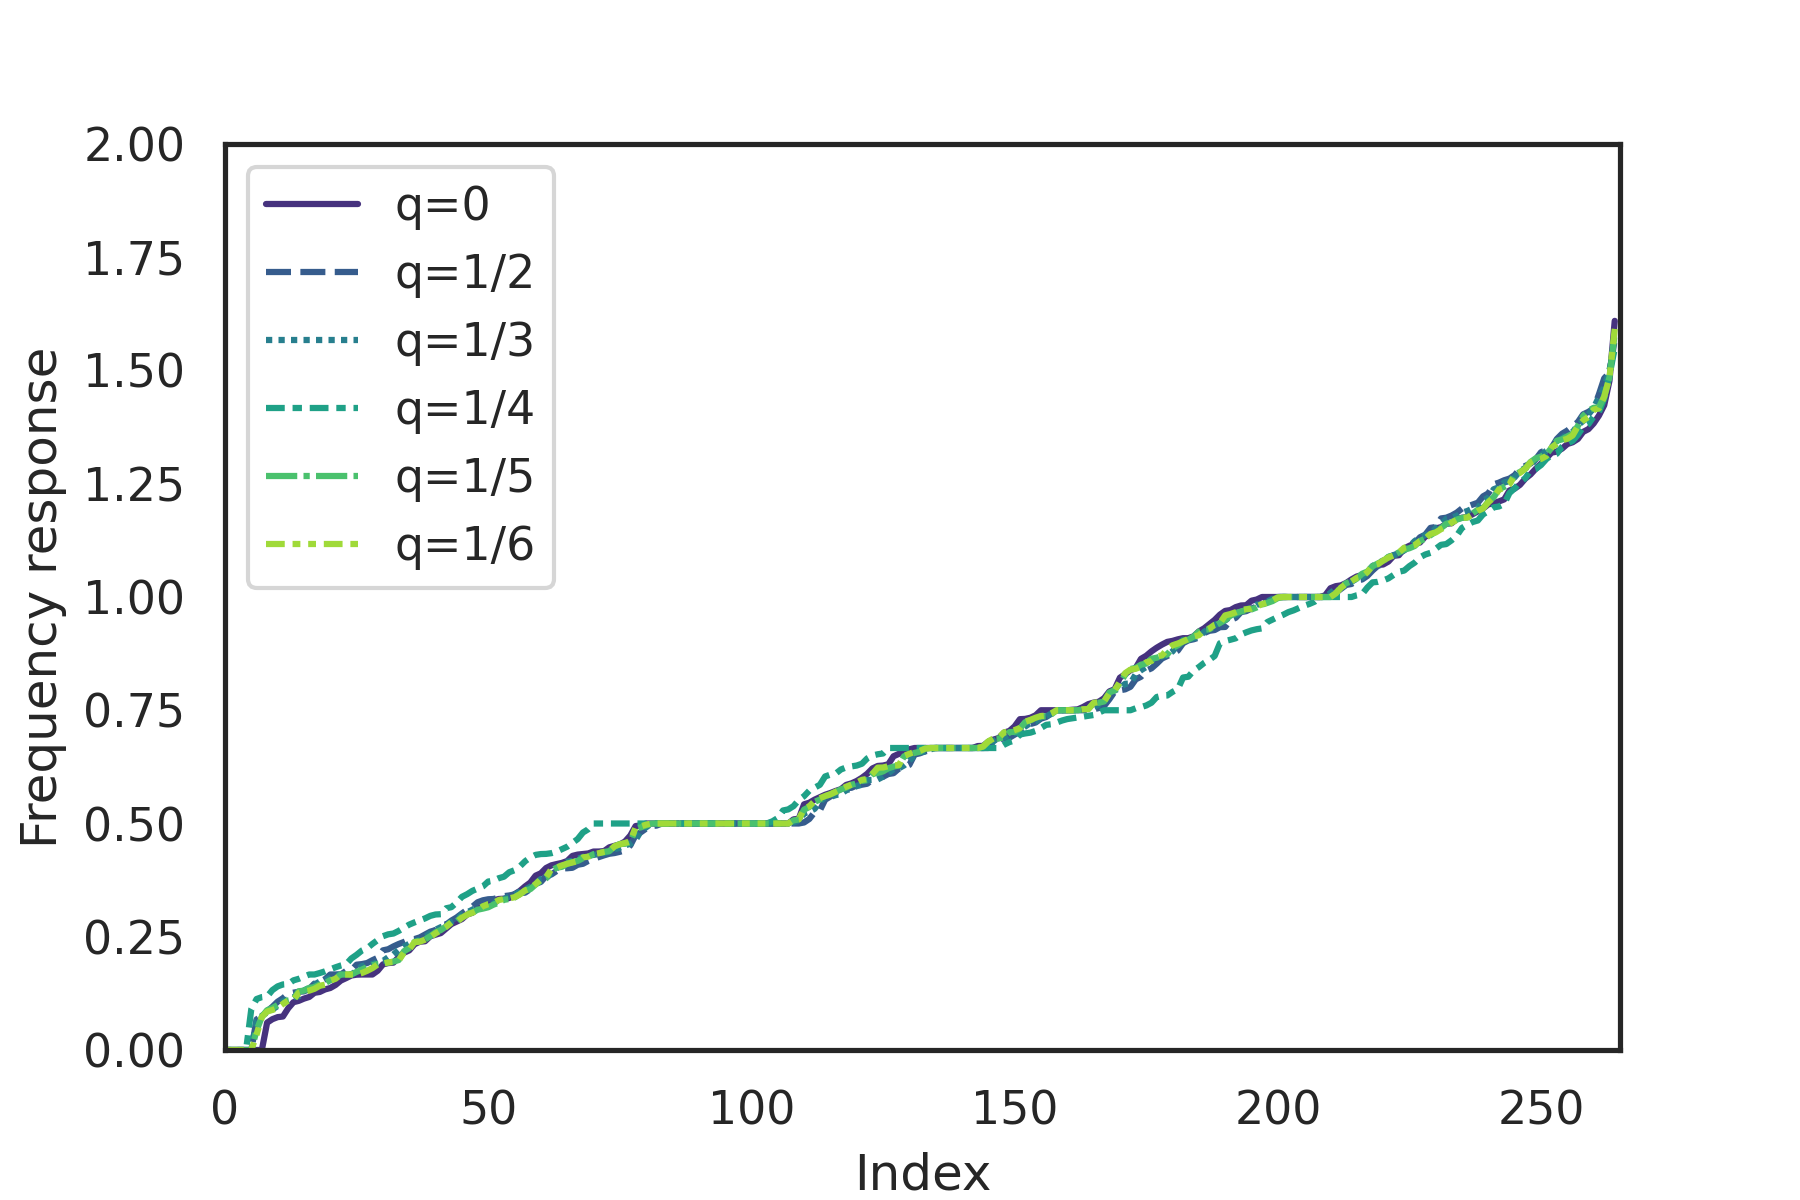 2.00
1.75
1.50
1.25
1.00
0.75
0.50
0.25
0.00
Frequency response
q=0
q=1/2
q=1/3
q=1/4
q=1/5
q=1/6
0 50 100 150 200 250
Index